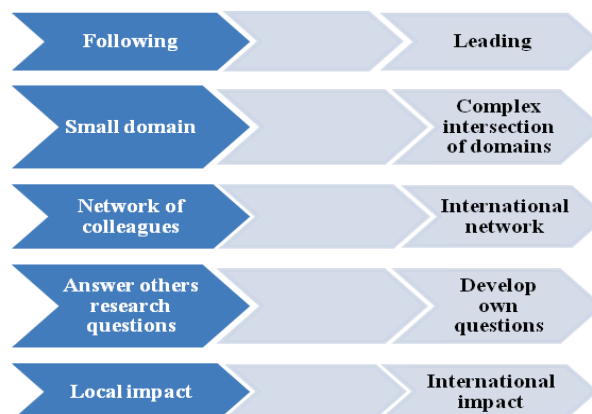 Following
Leading
Small domain
Complex
intersection
of domains
Network of
colleagues
International
network
Answer others
research
questions
Develop
own
questions
Local impact
International
impact